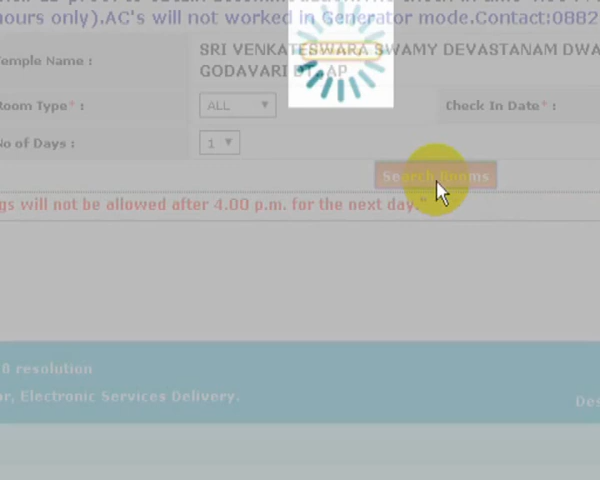 hours only).AC's will not worked in Generator mode.Contact:0882
Temple Name :
SRI VENKATESWARA SWAMY DEVASTANAM DWA
GODAVARI DT, AP
Room Type* :
ALL
Check In Date* :
No of Days :
1
Search Rooms
gs will not be allowed after 4.00 p.m. for the next day."
8 resolution
or, Electronic Services Delivery.
Des